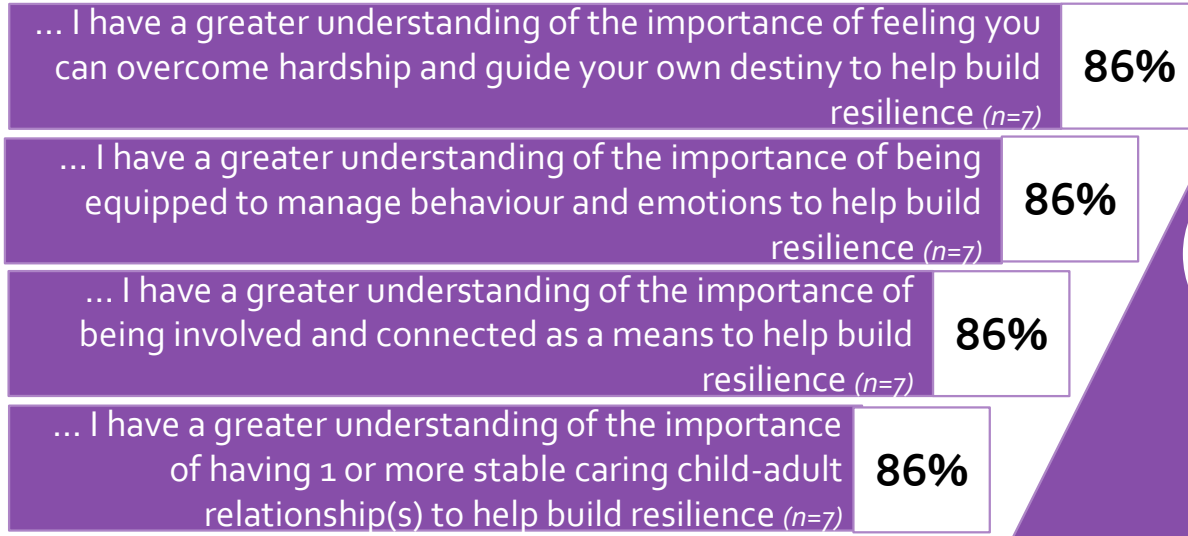 ... I have a greater understanding of the importance of feeling you
can overcome hardship and guide your own destiny to help build
resilience (n=7)
86%
... I have a greater understanding of the importance of being
equipped to manage behaviour and emotions to help build
resilience (n=7)
86%
... I have a greater understanding of the importance of
being involved and connected as a means to help build
resilience (n=7)
86%
... I have a greater understanding of the importance
of having 1 or more stable caring child-adult
relationship(s) to help build resilience (n=7)
86%